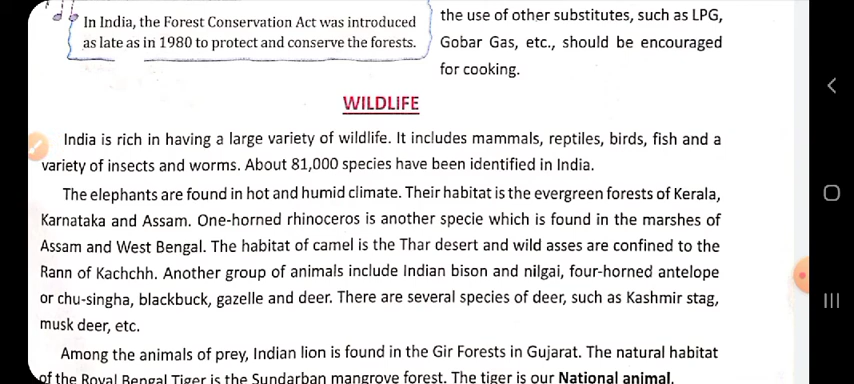 In India, the Forest Conservation Act was introduced
as late as in 1980 to protect and conserve the forests.
the use of other substitutes, such as LPG,
Gobar Gas, etc., should be encouraged
for cooking.
WILDLIFE
India is rich in having a large variety of wildlife. It includes mammals, reptiles, birds, fish and a
variety of insects and worms. About 81,000 species have been identified in India.
The elephants are found in hot and humid climate. Their habitat is the evergreen forests of Kerala,
Karnataka and Assam. One-horned rhinoceros is another specie which is found in the marshes of
Assam and West Bengal. The habitat of camel is the Thar desert and wild asses are confined to the
Rann of Kachchh. Another group of animals include Indian bison and nilgai, four-horned antelope
or chu-singha, blackbuck, gazelle and deer. There are several species of deer, such as Kashmir stag,
musk deer, etc.
Among the animals of prey, Indian lion is found in the Gir Forests in Gujarat. The natural habitat
of the Royal Bengal Tiger is the Sundarban mangrove forest. The tiger is our National animal.